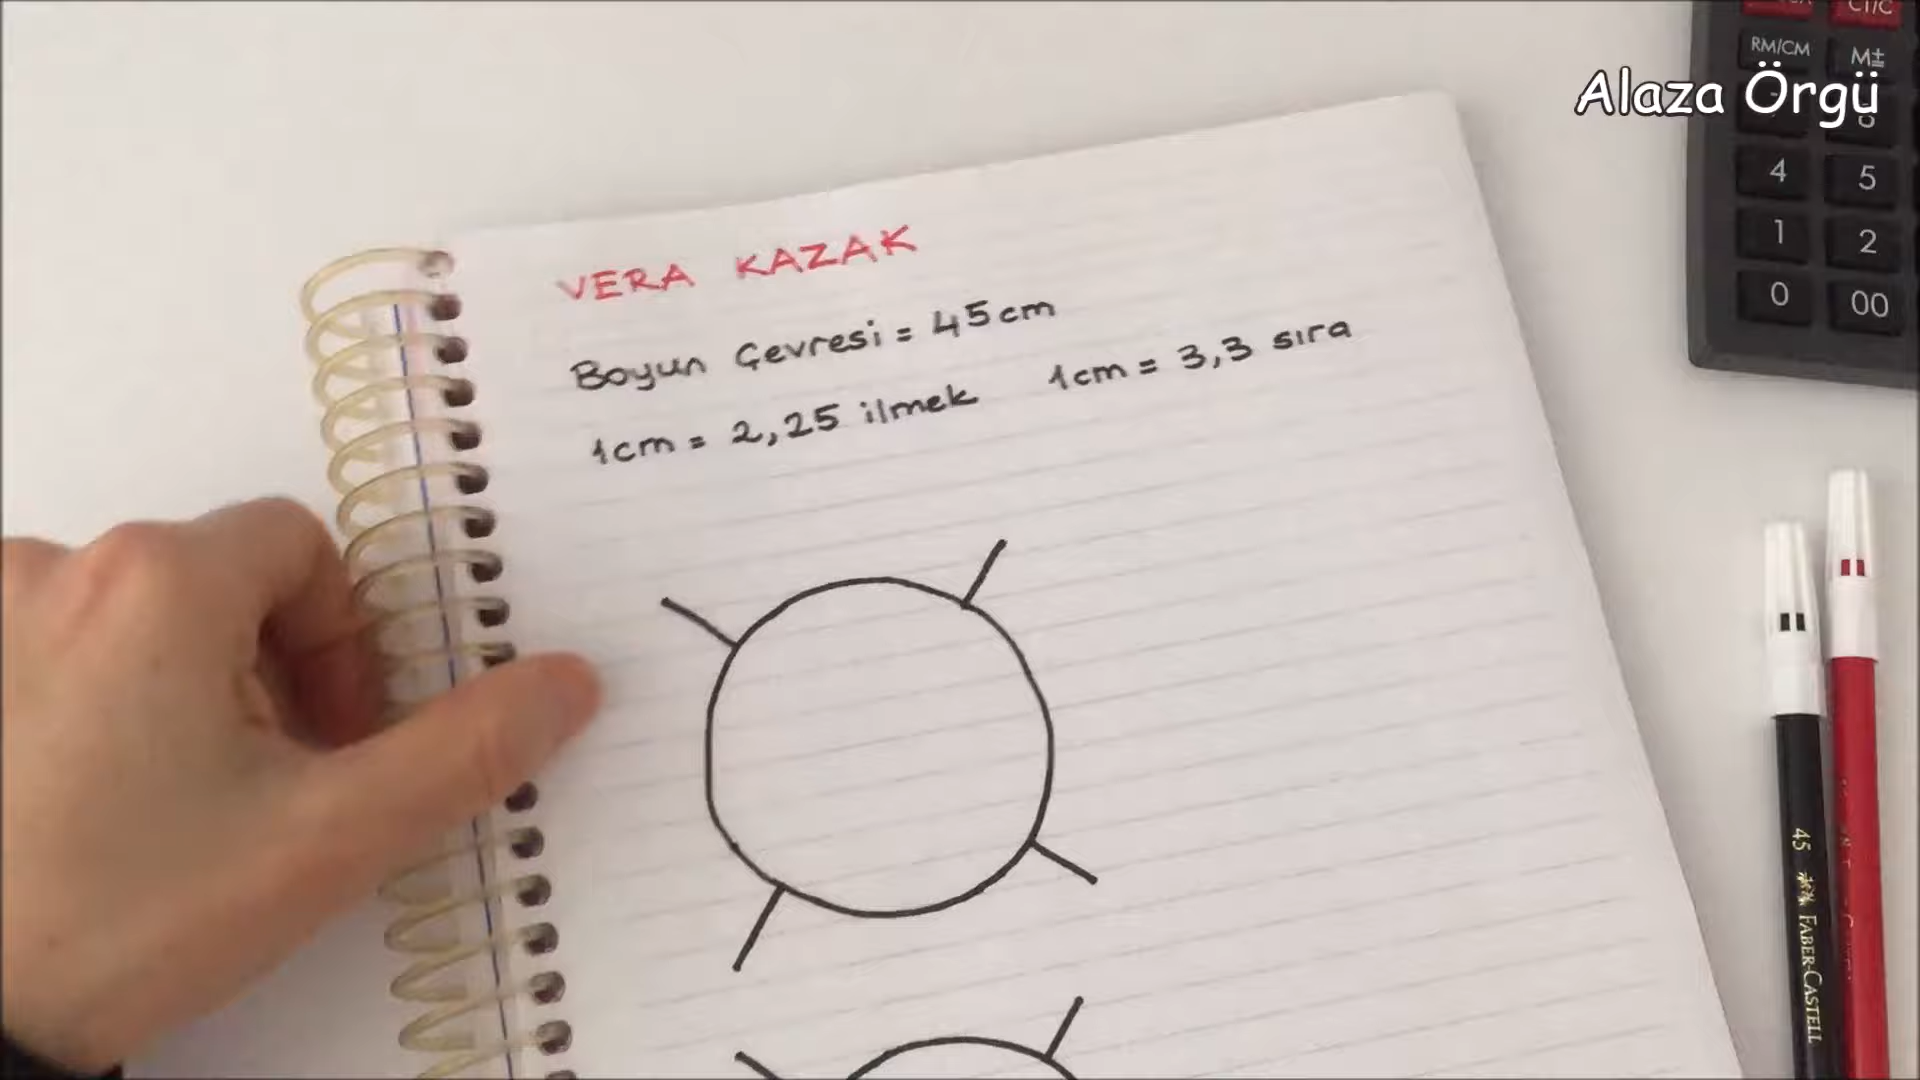 Alaza Örgü
VERA KAZAK
Boyun Çevresi = 45cm
1cm = 2,25 ilmek 1cm = 3,3 sıra
RM/CM M±
4 5
1 2
0 00
45 FABER-CASTELL